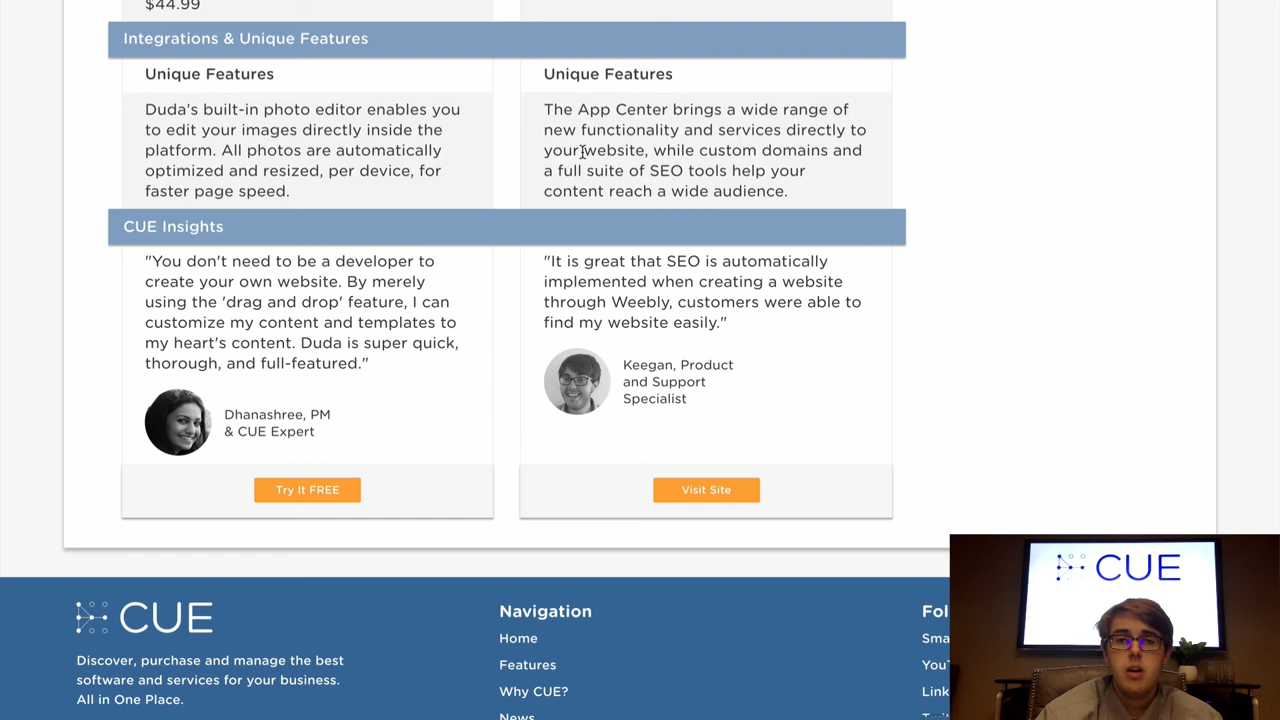 $44.99
Integrations & Unique Features
Unique Features
Duda's built-in photo editor enables you
to edit your images directly inside the
platform. All photos are automatically
optimized and resized, per device, for
faster page speed.
Unique Features
The App Center brings a wide range of
new functionality and services directly to
your website, while custom domains and
a full suite of SEO tools help your
content reach a wide audience.
CUE Insights
"You don't need to be a developer to
create your own website. By merely
using the 'drag and drop' feature, I can
customize my content and templates to
my heart's content. Duda is super quick,
thorough, and full-featured."
Dhanashree, PM
& CUE Expert
Try It FREE
"It is great that SEO is automatically
implemented when creating a website
through Weebly, customers were able to
find my website easily."
Keegan, Product
and Support
Specialist
Visit Site
CUE
Discover, purchase and manage the best
software and services for your business.
All in One Place.
Navigation
Home
Features
Why CUE?
News
Fol
Sma
You
Link
CUE